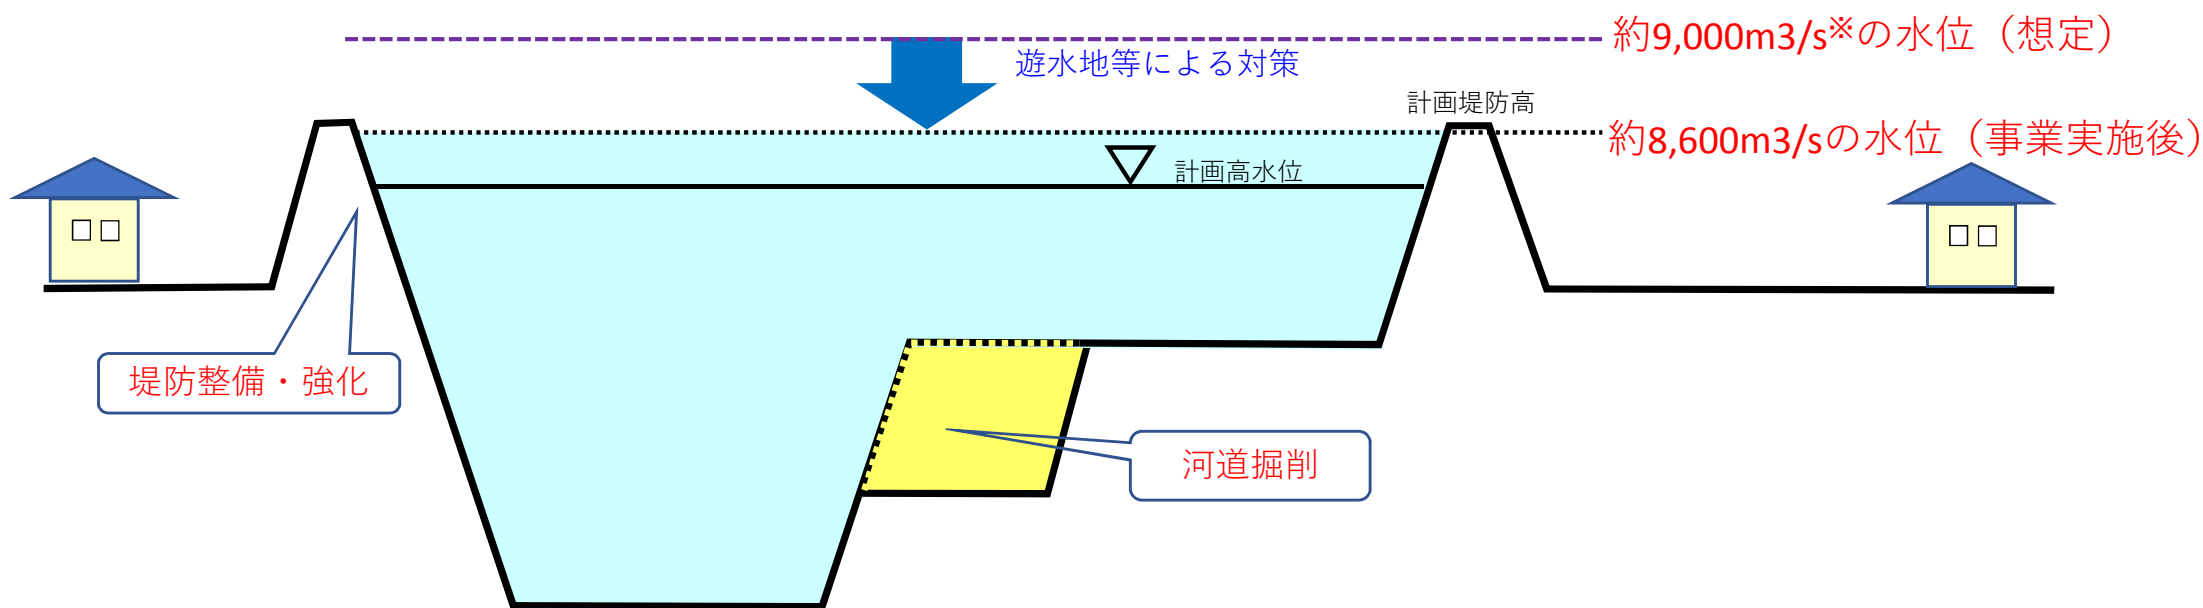 約9,000m3/s※の水位（想定）
遊水地等による対策
計画堤防高
約8,600m3/sの水位（事業実施後）
計画高水位
堤防整備・強化
河道掘削